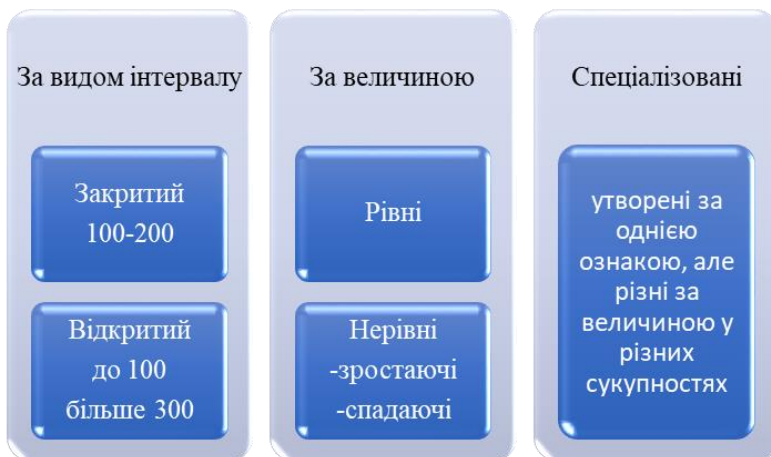 За видом інтервалу
Закритий
100-200
Відкритий
до 100
більше 300
За величиною
Рівні
Нерівні
-зростаючі
-спадаючі
Спеціалізовані
утворені за
однією
ознакою, але
різні за
величиною у
різних
сукупностях